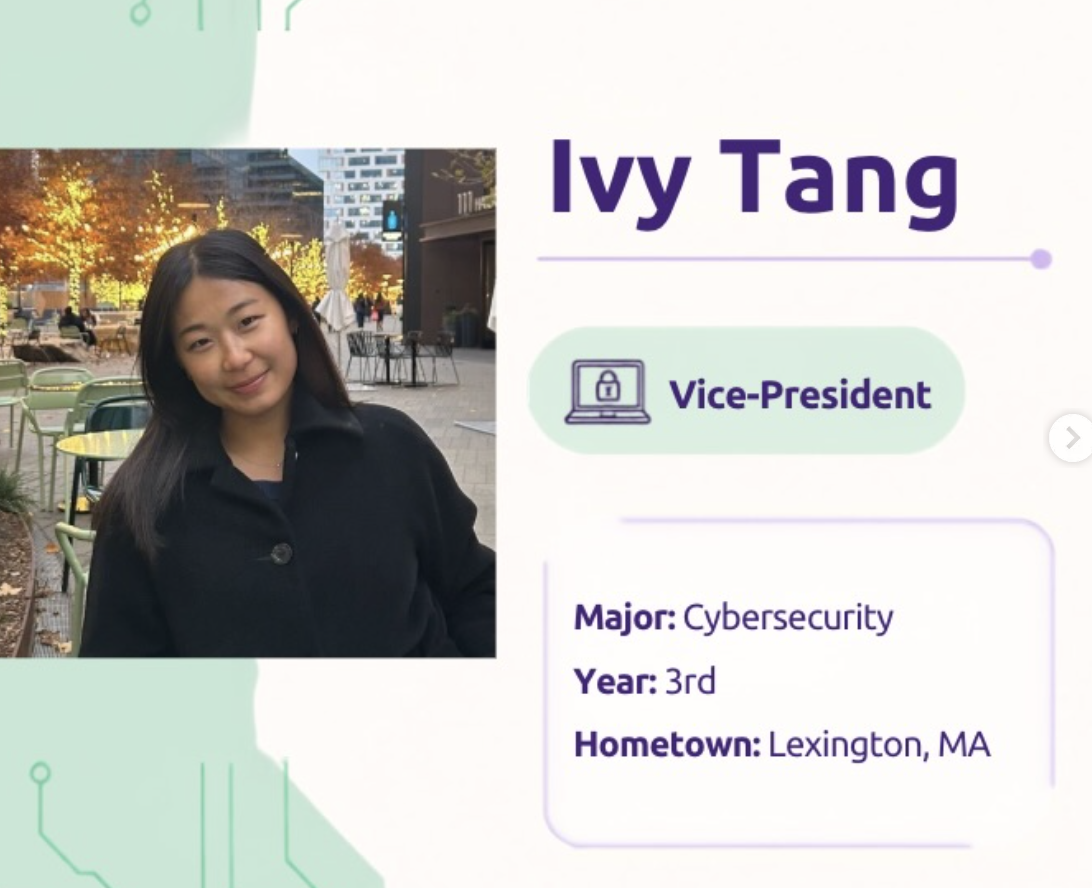 Ivy Tang
Vice-President
Major: Cybersecurity
Year: 3rd
Hometown: Lexington, MA